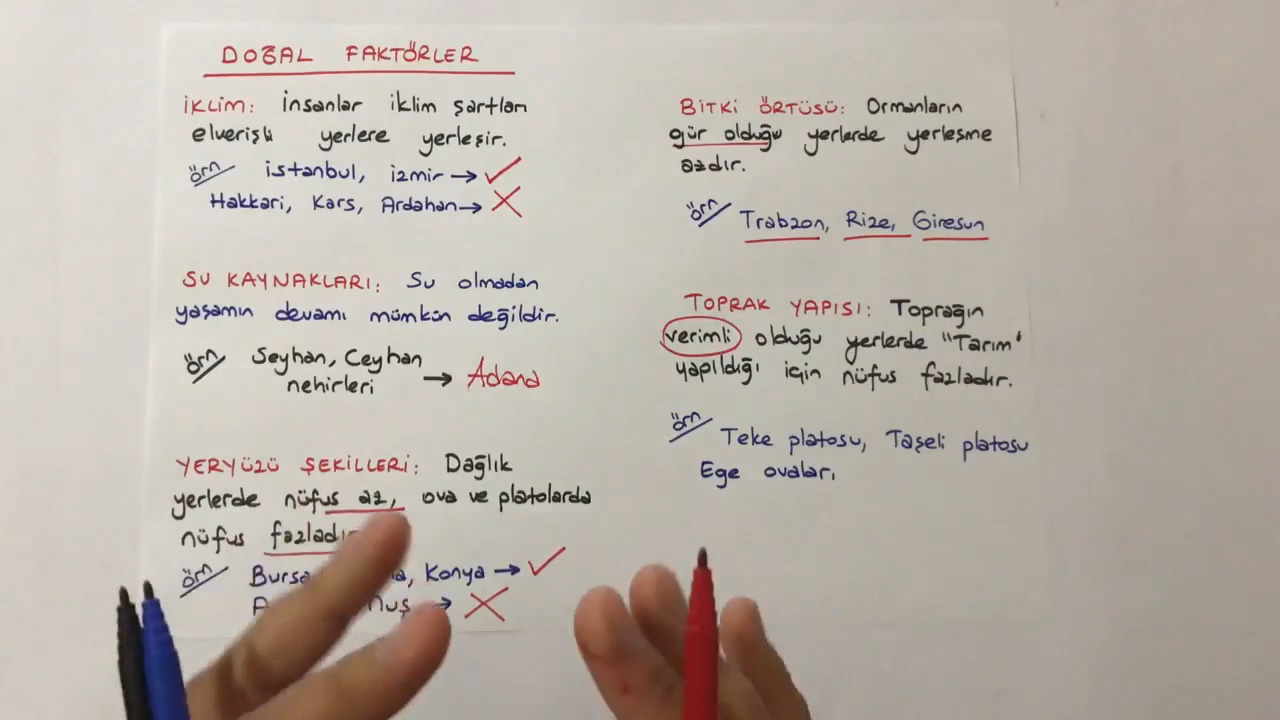 DOĞAL FAKTÖRLER
İKLİM: İnsanlar iklim şartları
elverişli yerlere yerleşir.
örn İstanbul, İzmir →
Hakkari, Kars, Ardahan →
SU KAYNAKLARI: Su olmadan
yaşamın devamı mümkün değildir.
örn Seyhan, Ceyhan
nehirleri → Adana
YERYÜZÜ ŞEKİLLERİ: Dağlık
yerlerde nüfus az, ova ve platolarda
nüfus
örn Konya →
Muş →
BİTKİ ÖRTÜSÜ: Ormanların
gür olduğu yerlerde yerleşme
azdır.
örn Trabzon, Rize, Giresun
TOPRAK YAPISI: Toprağın
verimli olduğu yerlerde "Tarım"
yapıldığı için nüfus fazladır.
örn Teke platosu, Taşeli platosu
Ege ovaları